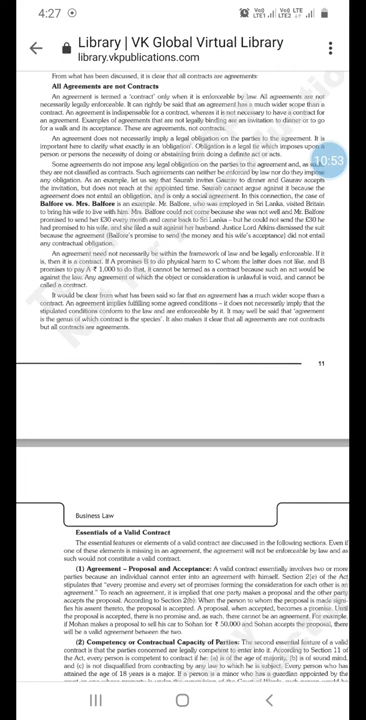 4:27
Vo)) LTE1 Vo)) LTE2
Library | VK Global Virtual Library
library.vkpublications.com
From what has been discussed, it is clear that all contracts are agreements.
All Agreements are not Contracts
An agreement is termed a 'contract' only when it is enforceable by law. All agreements are not
necessarily legally enforceable. It can rightly be said that an agreement has a much wider scope than a
contract. An agreement is indispensable for a contract, whereas it is not necessary to have a contract for
an agreement. Examples of agreements that are not legally binding are an invitation to dinner or to go
for a walk and its acceptance. These are agreements, not contracts.
An agreement does not necessarily imply a legal obligation on the parties to the agreement. It is
important here to clarify what exactly is an 'obligation'. Obligation is a legal tie which imposes upon a
person or persons the necessity of doing or abstaining from doing a definite act or acts.
10:53
Some agreements do not impose any legal obligation on the parties to the agreement and, as such,
they are not classified as contracts. Such agreements can neither be enforced by law nor do they impose
any obligation. As an example, let us say that Saurab invites Gaurav to dinner and Gaurav accepts
the invitation, but does not reach at the appointed time. Saurab cannot argue against it because the
agreement does not entail an obligation, and is only a social agreement. In this connection, the case of
Balfore vs. Mrs. Balfore is an example. Mr. Balfore, who was employed in Sri Lanka, visited Britain
to bring his wife to live with him. Mrs. Balfore could not come because she was not well and Mr. Balfore
promised to send her £30 every month and came back to Sri Lanka – but he could not send the £30 he
had promised to his wife, and she filed a suit against her husband. Justice Lord Atkins dismissed the suit
because the agreement (Balfore's promise to send the money and his wife's acceptance) did not entail
any contractual obligation.
An agreement need not necessarily be within the framework of law and be legally enforceable. If it
is, then it is a contract. If A promises B to do physical harm to C whom the latter does not like, and B
promises to pay A ₹ 1,000 to do that, it cannot be termed as a contract because such an act would be
against the law. Any agreement of which the object or consideration is unlawful is void, and cannot be
called a contract.
It would be clear from what has been said so far that an agreement has a much wider scope than a
contract. An agreement implies fulfilling some agreed conditions – it does not necessarily imply that the
stipulated conditions conform to the law and are enforceable by it. It may well be said that 'agreement
is the genus of which contract is the species'. It also makes it clear that all agreements are not contracts
but all contracts are agreements.
11
Business Law
Essentials of a Valid Contract
The essential features or elements of a valid contract are discussed in the following sections. Even if
one of these elements is missing in an agreement, the agreement will not be enforceable by law and as
such would not constitute a valid contract.
(1) Agreement – Proposal and Acceptance: A valid contract essentially involves two or more
parties because an individual cannot enter into an agreement with himself. Section 2(e) of the Act
stipulates that "every promise and every set of promises forming the consideration for each other is an
agreement." To reach an agreement, it is implied that one party makes a proposal and the other party
accepts the proposal. According to Section 2(b). When the person to whom the proposal is made signi-
fies his assent thereto, the proposal is accepted. A proposal, when accepted, becomes a promise. Until
the proposal is accepted, there is no promise and, as such, there cannot be an agreement. For example,
if Mohan makes a proposal to sell his car to Sohan for ₹ 50,000 and Sohan accepts the proposal, there
will be a valid agreement between the two.
(2) Competency or Contractual Capacity of Parties: The second essential feature of a valid
contract is that the parties concerned are legally competent to enter into it. According to Section 11 of
the Act, every person is competent to contract if he: (a) is of the age of majority, (b) is of sound mind,
and (c) is not disqualified from contracting by any law to which he is subject. Every person who has
attained the age of 18 years is a major. If a person is a minor who has a guardian appointed by the